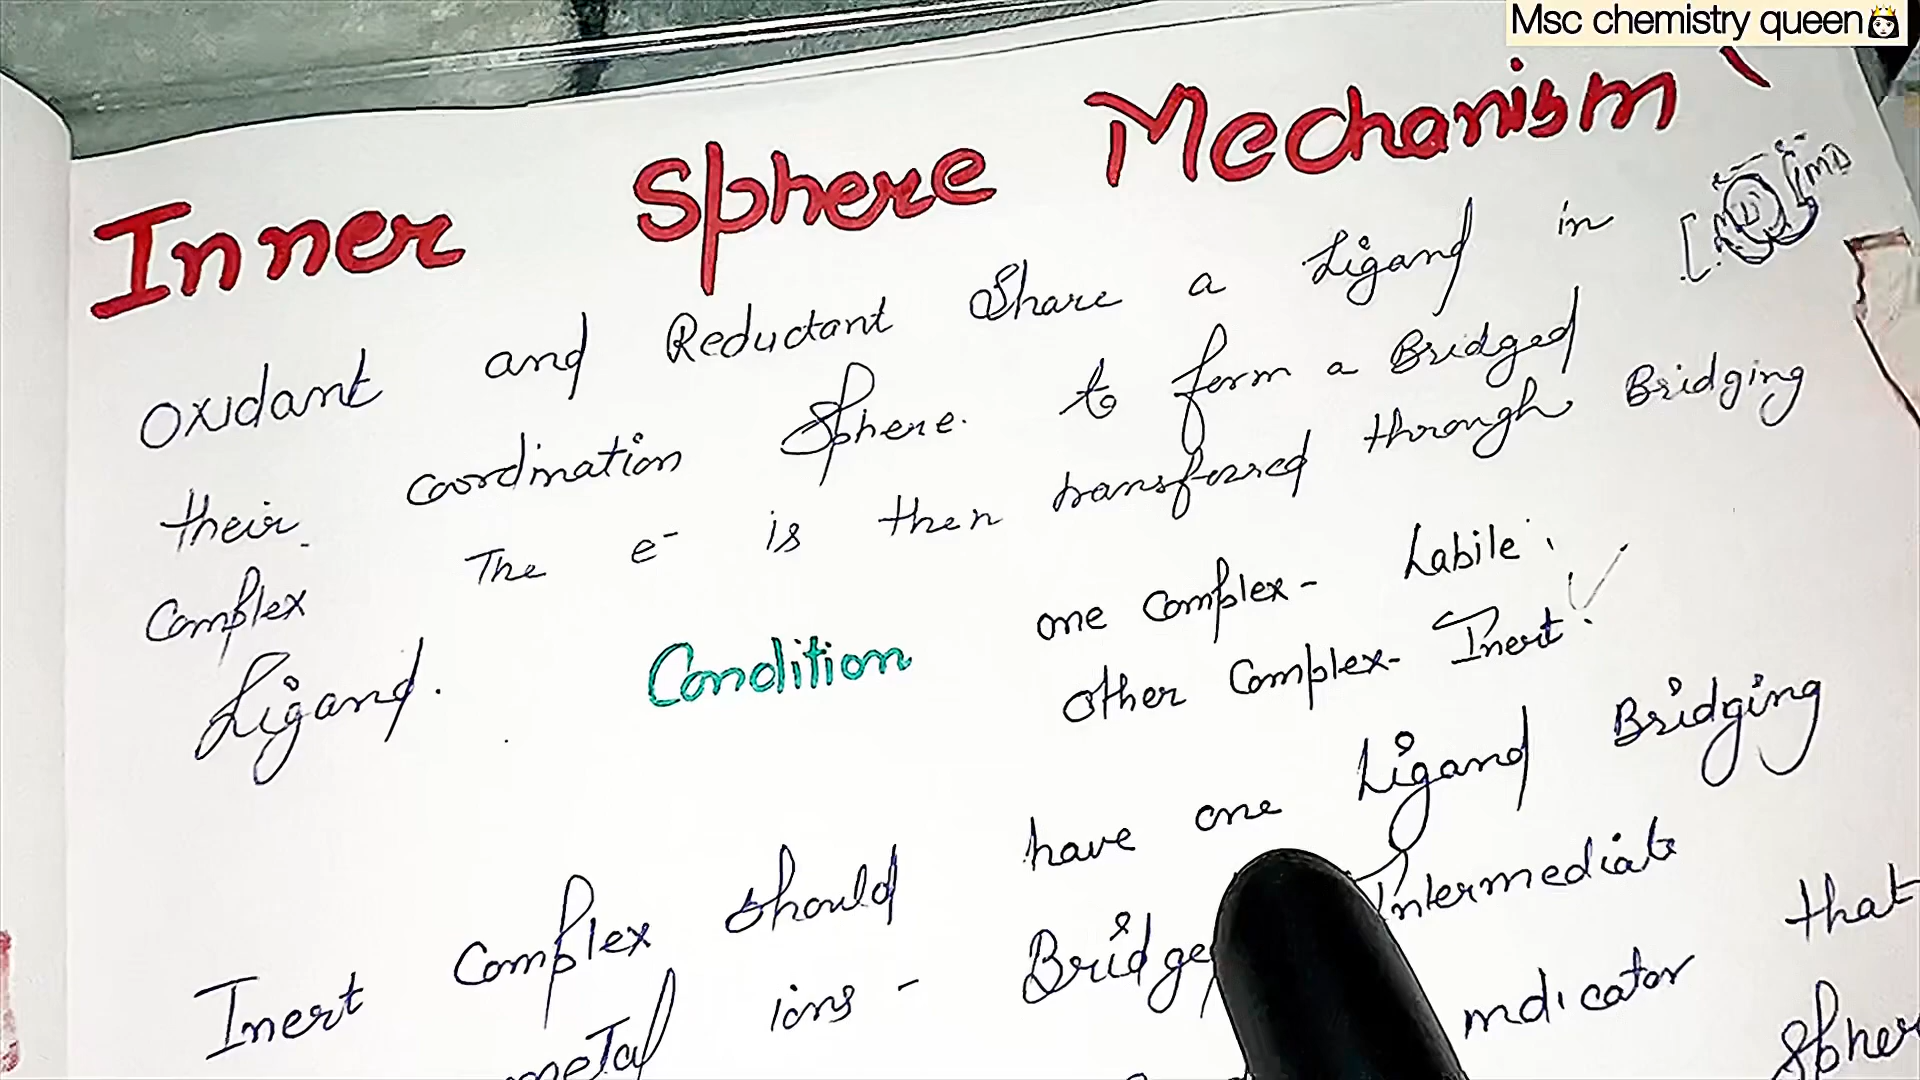 Msc chemistry queen👸🏻
Inner Sphere Mechanism
Oxidant and Reductant Share a Ligand in
their coordination Sphere. to form a Bridged
Complex The e⁻ is then transferred through Bridging
Ligand.
Condition one complex - Labile.
other Complex - Inert.
Inert Complex should have one Ligand Bridging
metal ions - Bridge Intermediate
indicator that
Spher